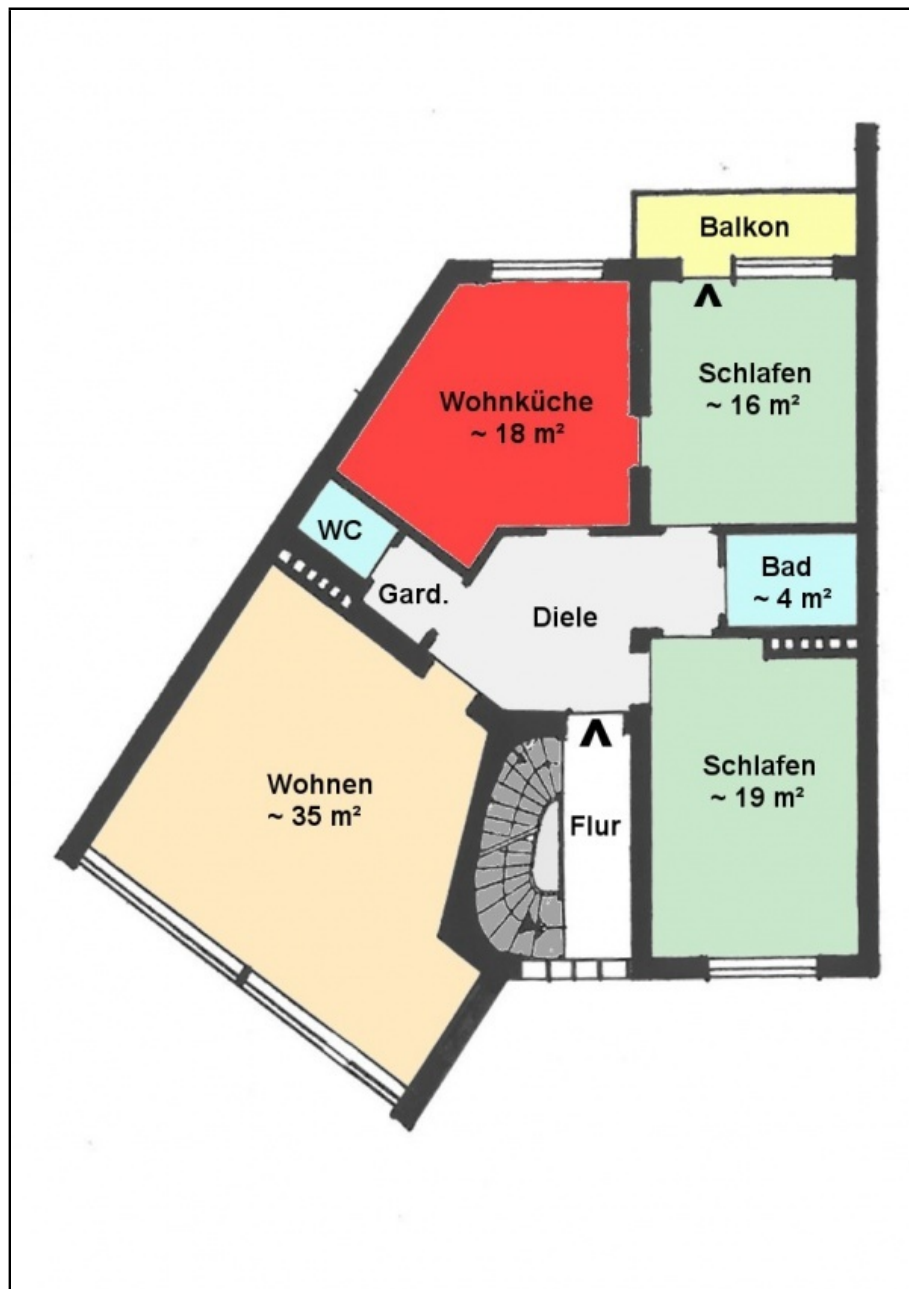 Balkon
Schlafen
~ 16 m²
Wohnküche
~ 18 m²
WC
Gard.
Diele
Bad
~ 4 m²
Wohnen
~ 35 m²
Flur
Schlafen
~ 19 m²